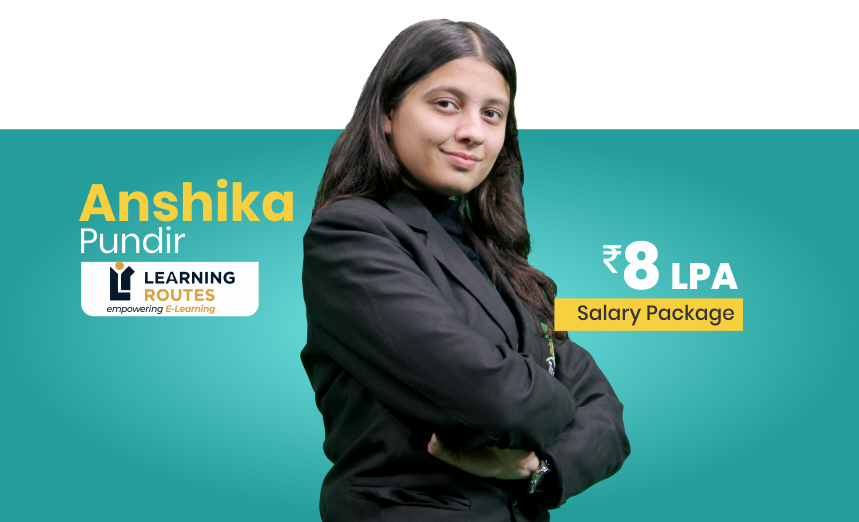 Anshika
Pundir
LEARNING
ROUTES
empowering E-Learning
₹8 LPA
Salary Package